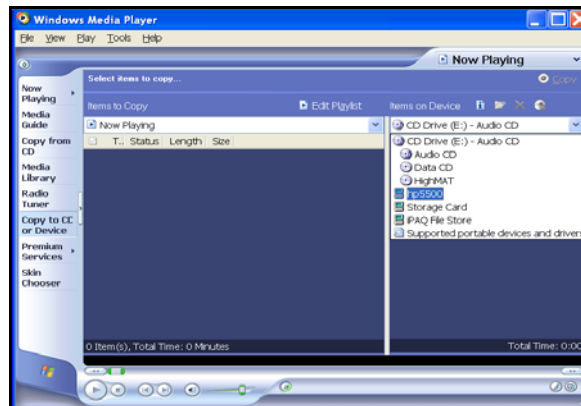 Windows Media Player
File View Play Tools Help
Now Playing
Select items to copy...
Copy
Items to Copy
Edit Playlist
Items on Device
Now Playing
CD Drive (E:) - Audio CD
T.. Status Length Size
CD Drive (E:) - Audio CD
Audio CD
Data CD
HighMAT
hp5500
Storage Card
iPAQ File Store
Supported portable devices and drivers
Now
Playing
Media
Guide
Copy from
CD
Media
Library
Radio
Tuner
Copy to CD
or Device
Premium
Services
Skin
Chooser
0 Item(s), Total Time: 0 Minutes
Total Time: 0:00